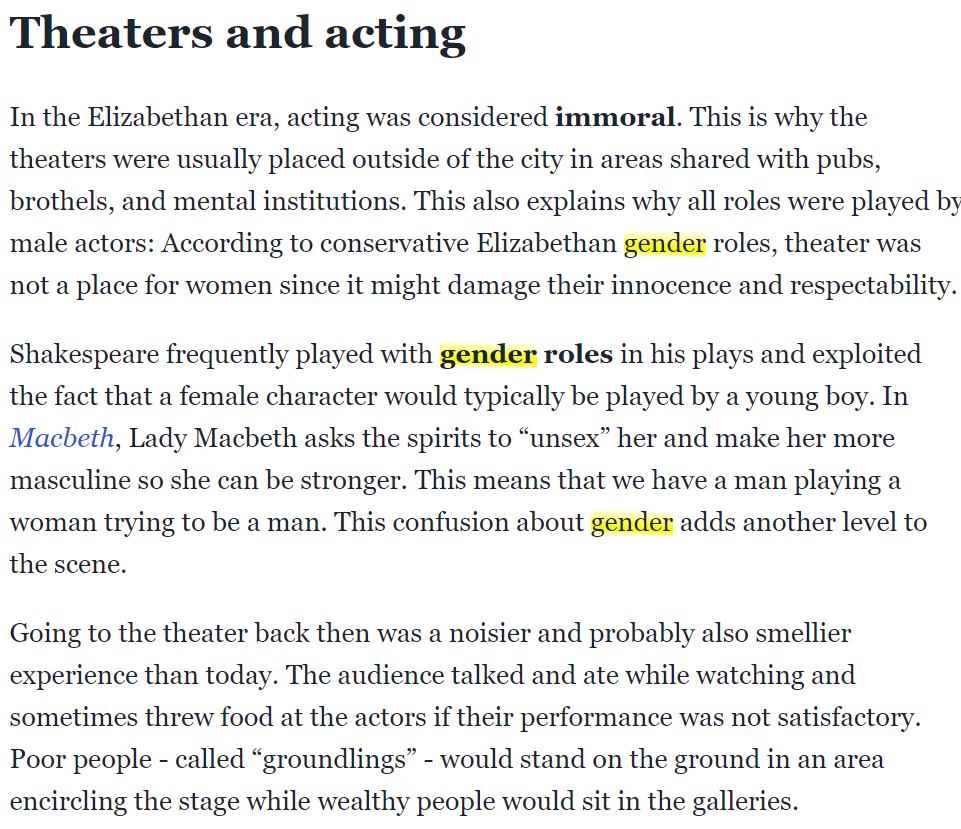 Theaters and acting
In the Elizabethan era, acting was considered immoral. This is why the
theaters were usually placed outside of the city in areas shared with pubs,
brothels, and mental institutions. This also explains why all roles were played by
male actors: According to conservative Elizabethan gender roles, theater was
not a place for women since it might damage their innocence and respectability.
Shakespeare frequently played with gender roles in his plays and exploited
the fact that a female character would typically be played by a young boy. In
Macbeth, Lady Macbeth asks the spirits to “unsex” her and make her more
masculine so she can be stronger. This means that we have a man playing a
woman trying to be a man. This confusion about gender adds another level to
the scene.
Going to the theater back then was a noisier and probably also smellier
experience than today. The audience talked and ate while watching and
sometimes threw food at the actors if their performance was not satisfactory.
Poor people - called “groundlings” - would stand on the ground in an area
encircling the stage while wealthy people would sit in the galleries.